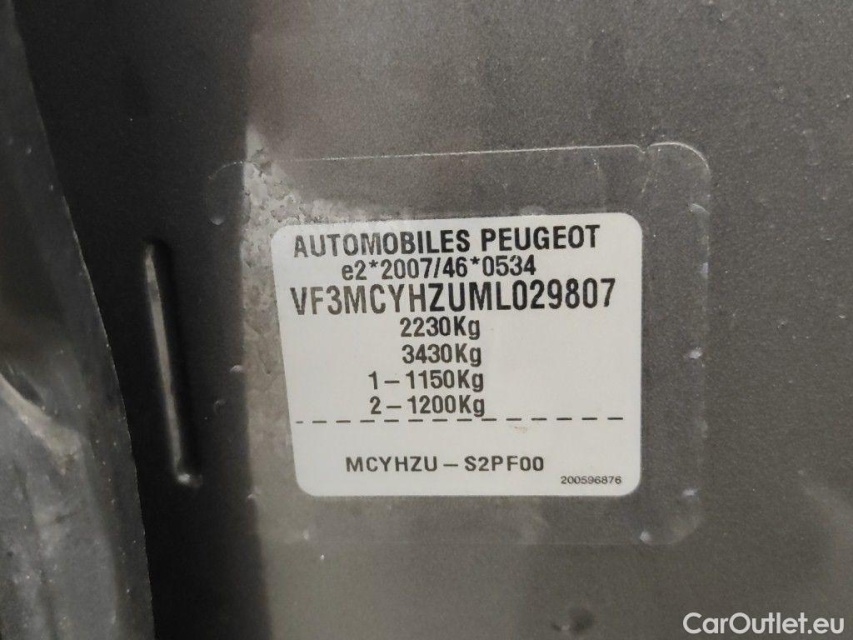 AUTOMOBILES PEUGEOT
e2*2007/46*0534
VF3MCYHZUML029807
2230Kg
3430Kg
1-1150Kg
2-1200Kg
MCYHZU-S2PF00
200596876
CarOutlet.eu